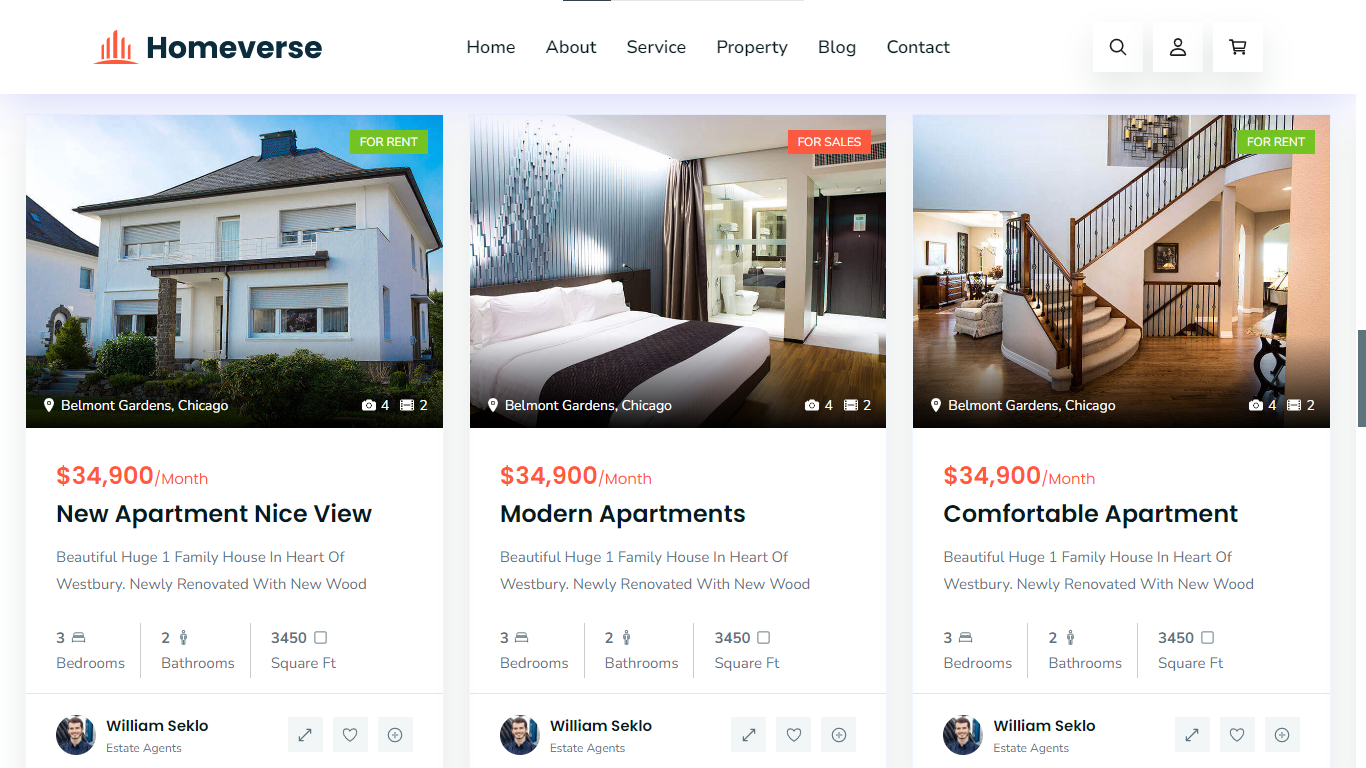 Homeverse
Home About Service Property Blog Contact
FOR RENT
Belmont Gardens, Chicago 4 2
$34,900/Month
New Apartment Nice View
Beautiful Huge 1 Family House In Heart Of
Westbury. Newly Renovated With New Wood
3
Bedrooms
2
Bathrooms
3450
Square Ft
William Seklo
Estate Agents
FOR SALES
Belmont Gardens, Chicago 4 2
$34,900/Month
Modern Apartments
Beautiful Huge 1 Family House In Heart Of
Westbury. Newly Renovated With New Wood
3
Bedrooms
2
Bathrooms
3450
Square Ft
William Seklo
Estate Agents
FOR RENT
Belmont Gardens, Chicago 4 2
$34,900/Month
Comfortable Apartment
Beautiful Huge 1 Family House In Heart Of
Westbury. Newly Renovated With New Wood
3
Bedrooms
2
Bathrooms
3450
Square Ft
William Seklo
Estate Agents